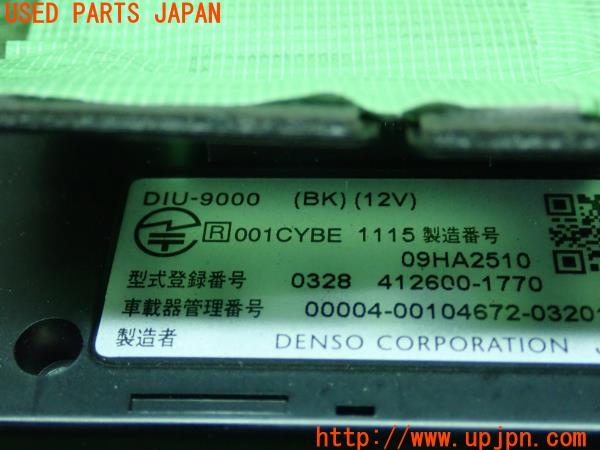 USED PARTS JAPAN
DIU-9000 (BK) (12V)
R 001CYBE 1115 製造番号
09HA2510
型式登録番号 0328 412600-1770
車載器管理番号 00004-00104672-03201
製造者 DENSO CORPORATION
http://www.upjpn.com